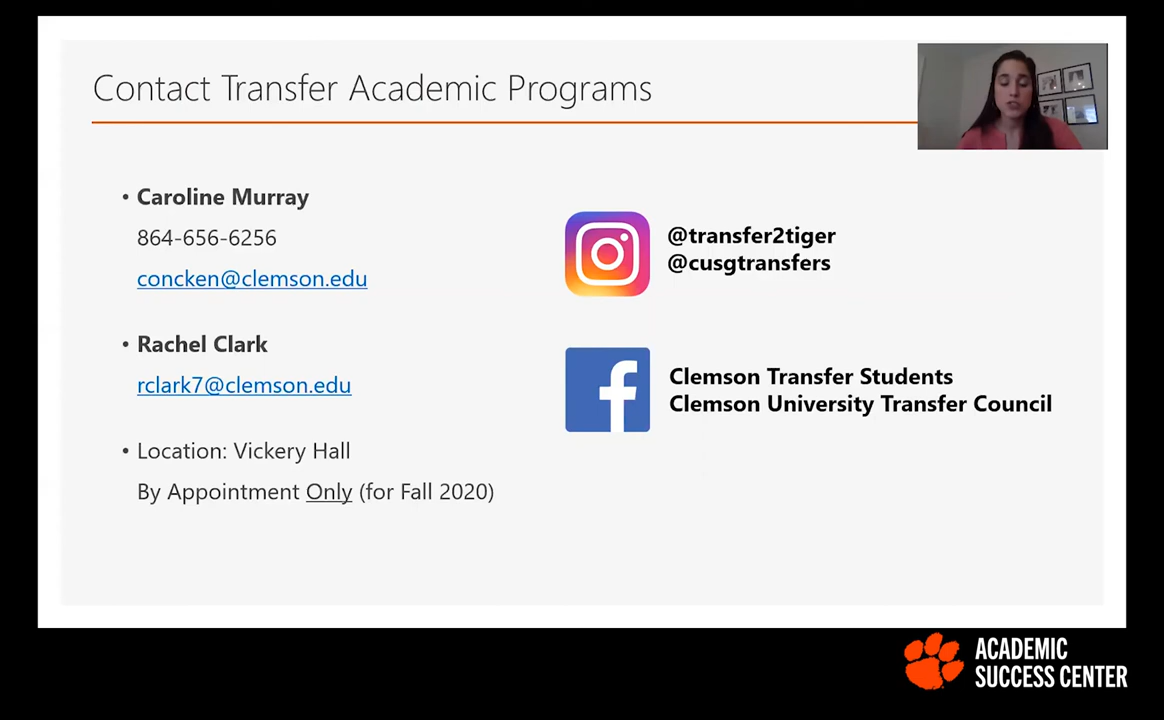 Contact Transfer Academic Programs
• Caroline Murray
864-656-6256
concken@clemson.edu
• Rachel Clark
rclark7@clemson.edu
• Location: Vickery Hall
By Appointment Only (for Fall 2020)
@transfer2tiger
@cusgtransfers
Clemson Transfer Students
Clemson University Transfer Council
ACADEMIC
SUCCESS CENTER